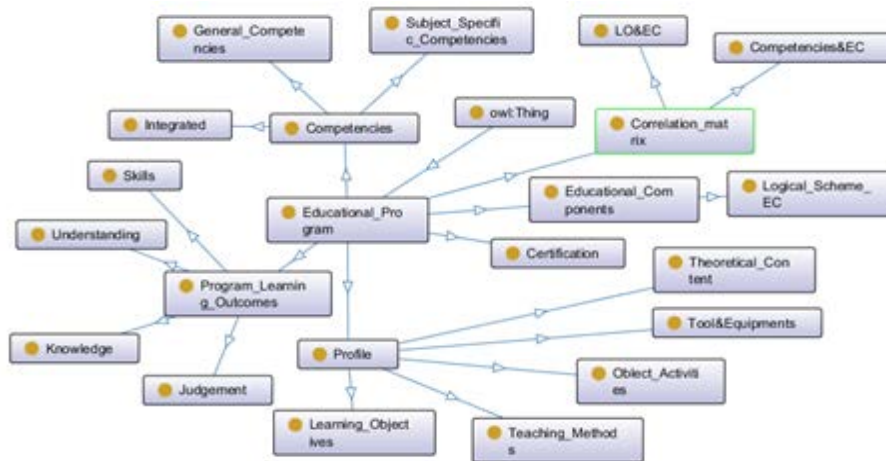 General_Compete
ncies
Subject_Specifi
c_Competencies
LO&EC
Competencies&EC
Integrated
Competencies
owl:Thing
Correlation_mat
rix
Skills
Educational_Pro
gram
Educational_Com
ponents
Logical_Scheme_
EC
Understanding
Certification
Program_Learnin
g_Outcomes
Theoretical_Con
tent
Tool&Equipments
Knowledge
Profile
Judgement
Oblect_Activiti
es
Learning_Object
ives
Teaching_Method
s